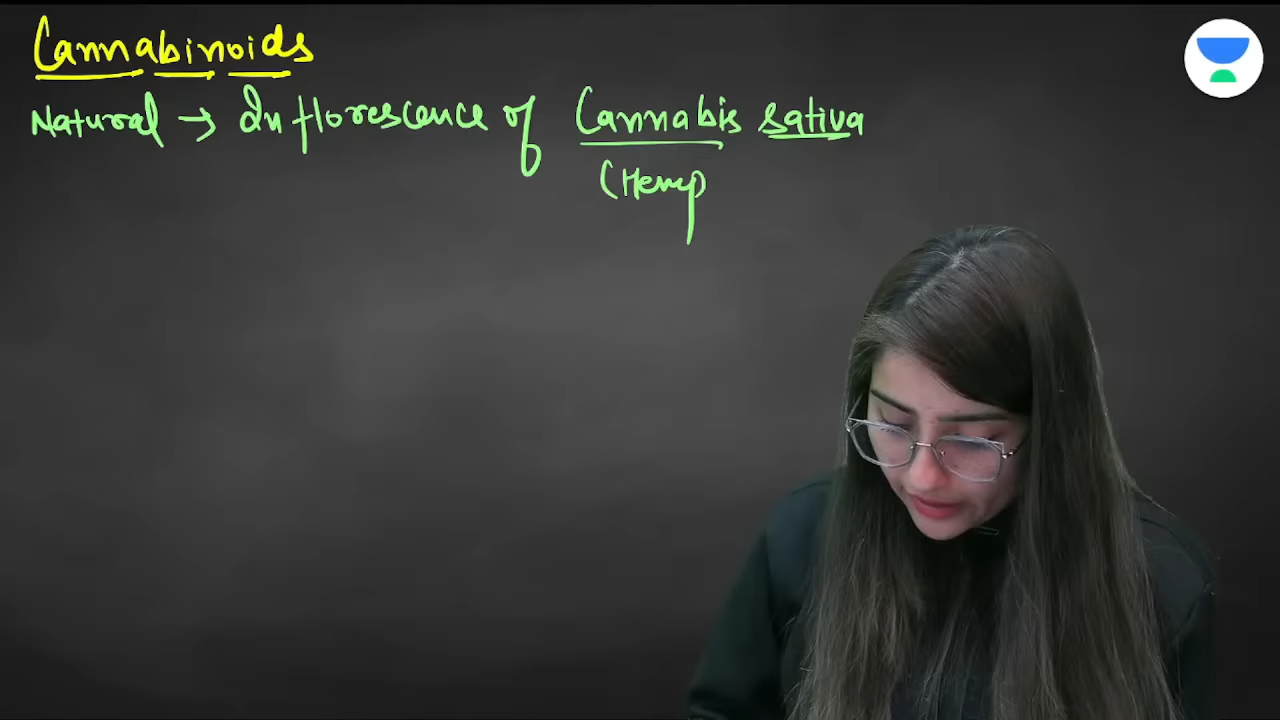 Cannabinoids
Natural → Inflorescence of Cannabis sativa
(Hemp